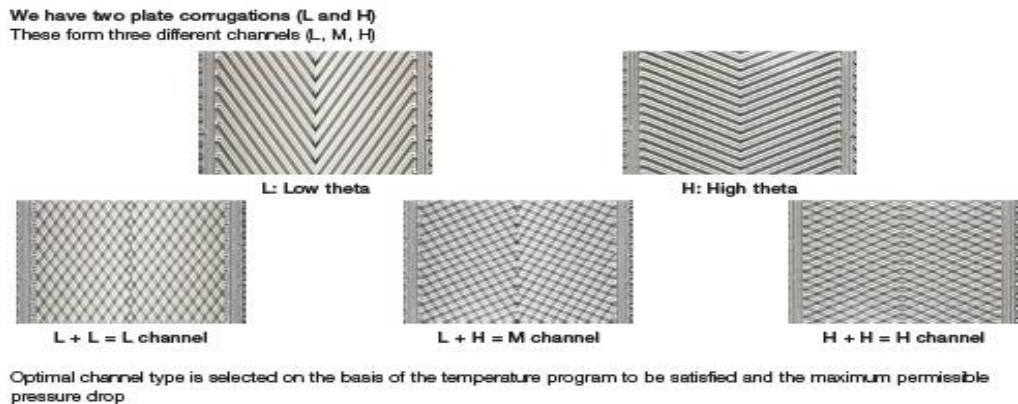 We have two plate corrugations (L and H)
These form three different channels (L, M, H)
L: Low theta
H: High theta
L + L = L channel
L + H = M channel
H + H = H channel
Optimal channel type is selected on the basis of the temperature program to be satisfied and the maximum permissible
pressure drop